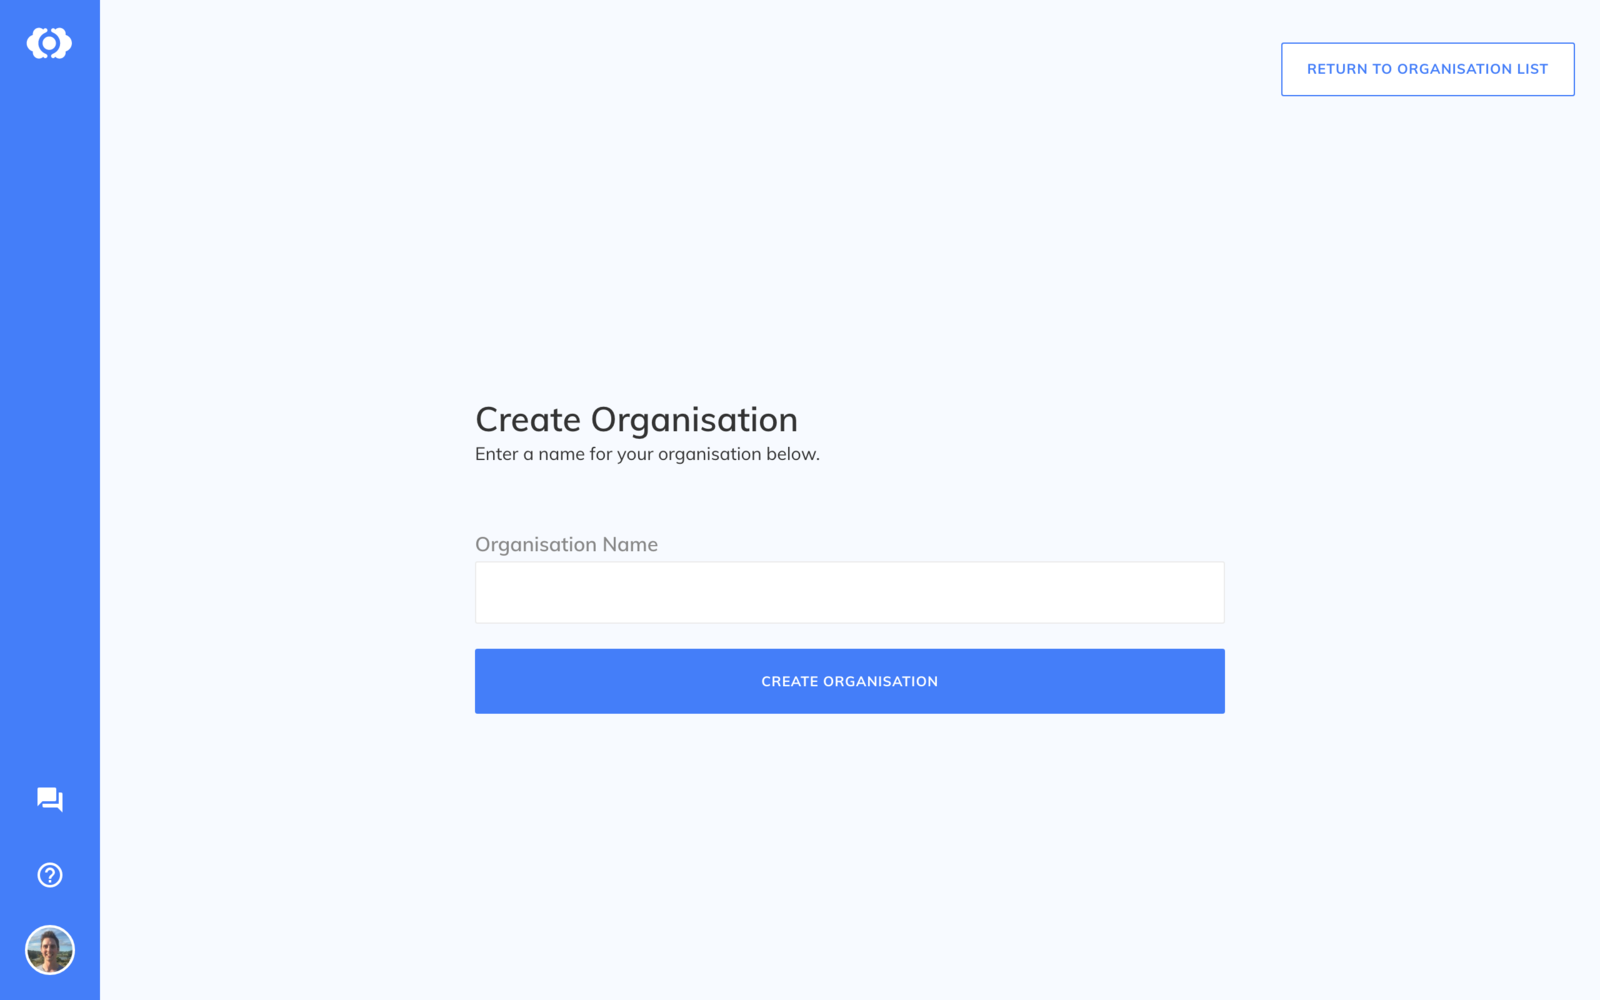 RETURN TO ORGANISATION LIST
Create Organisation
Enter a name for your organisation below.
Organisation Name
CREATE ORGANISATION